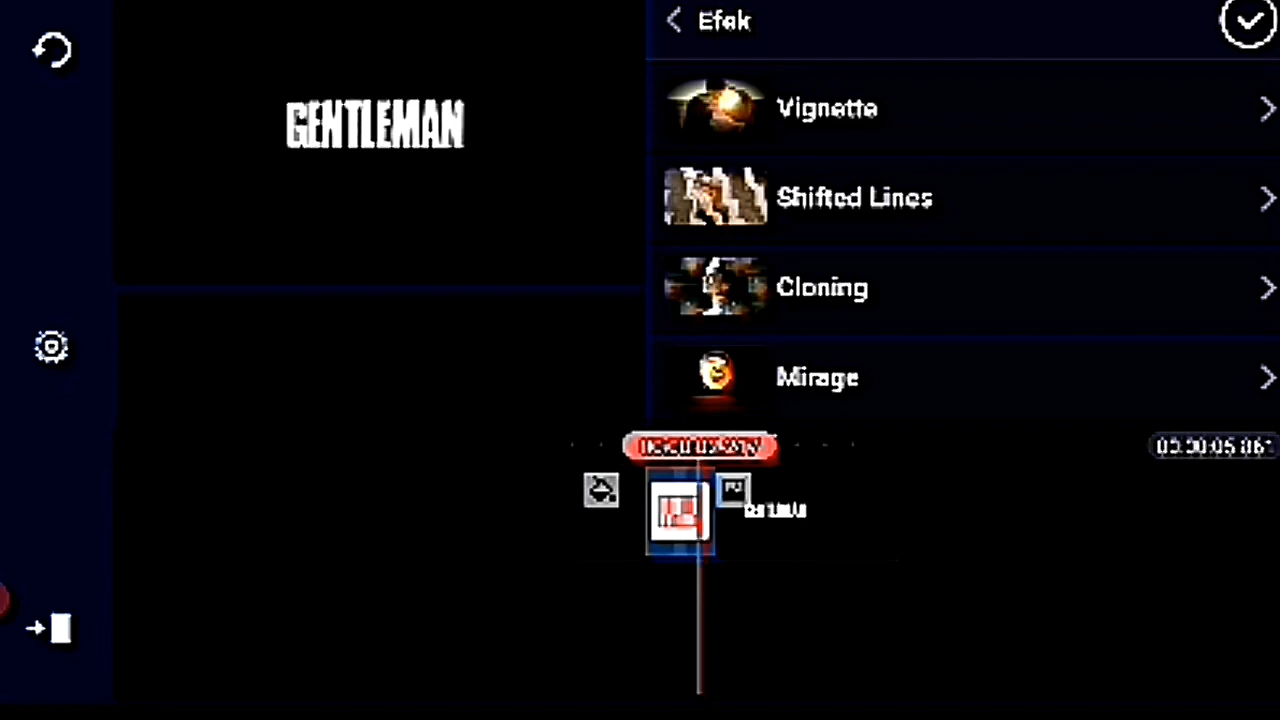 Efek
GENTLEMAN
Vignette
Shifted Lines
Cloning
Mirage